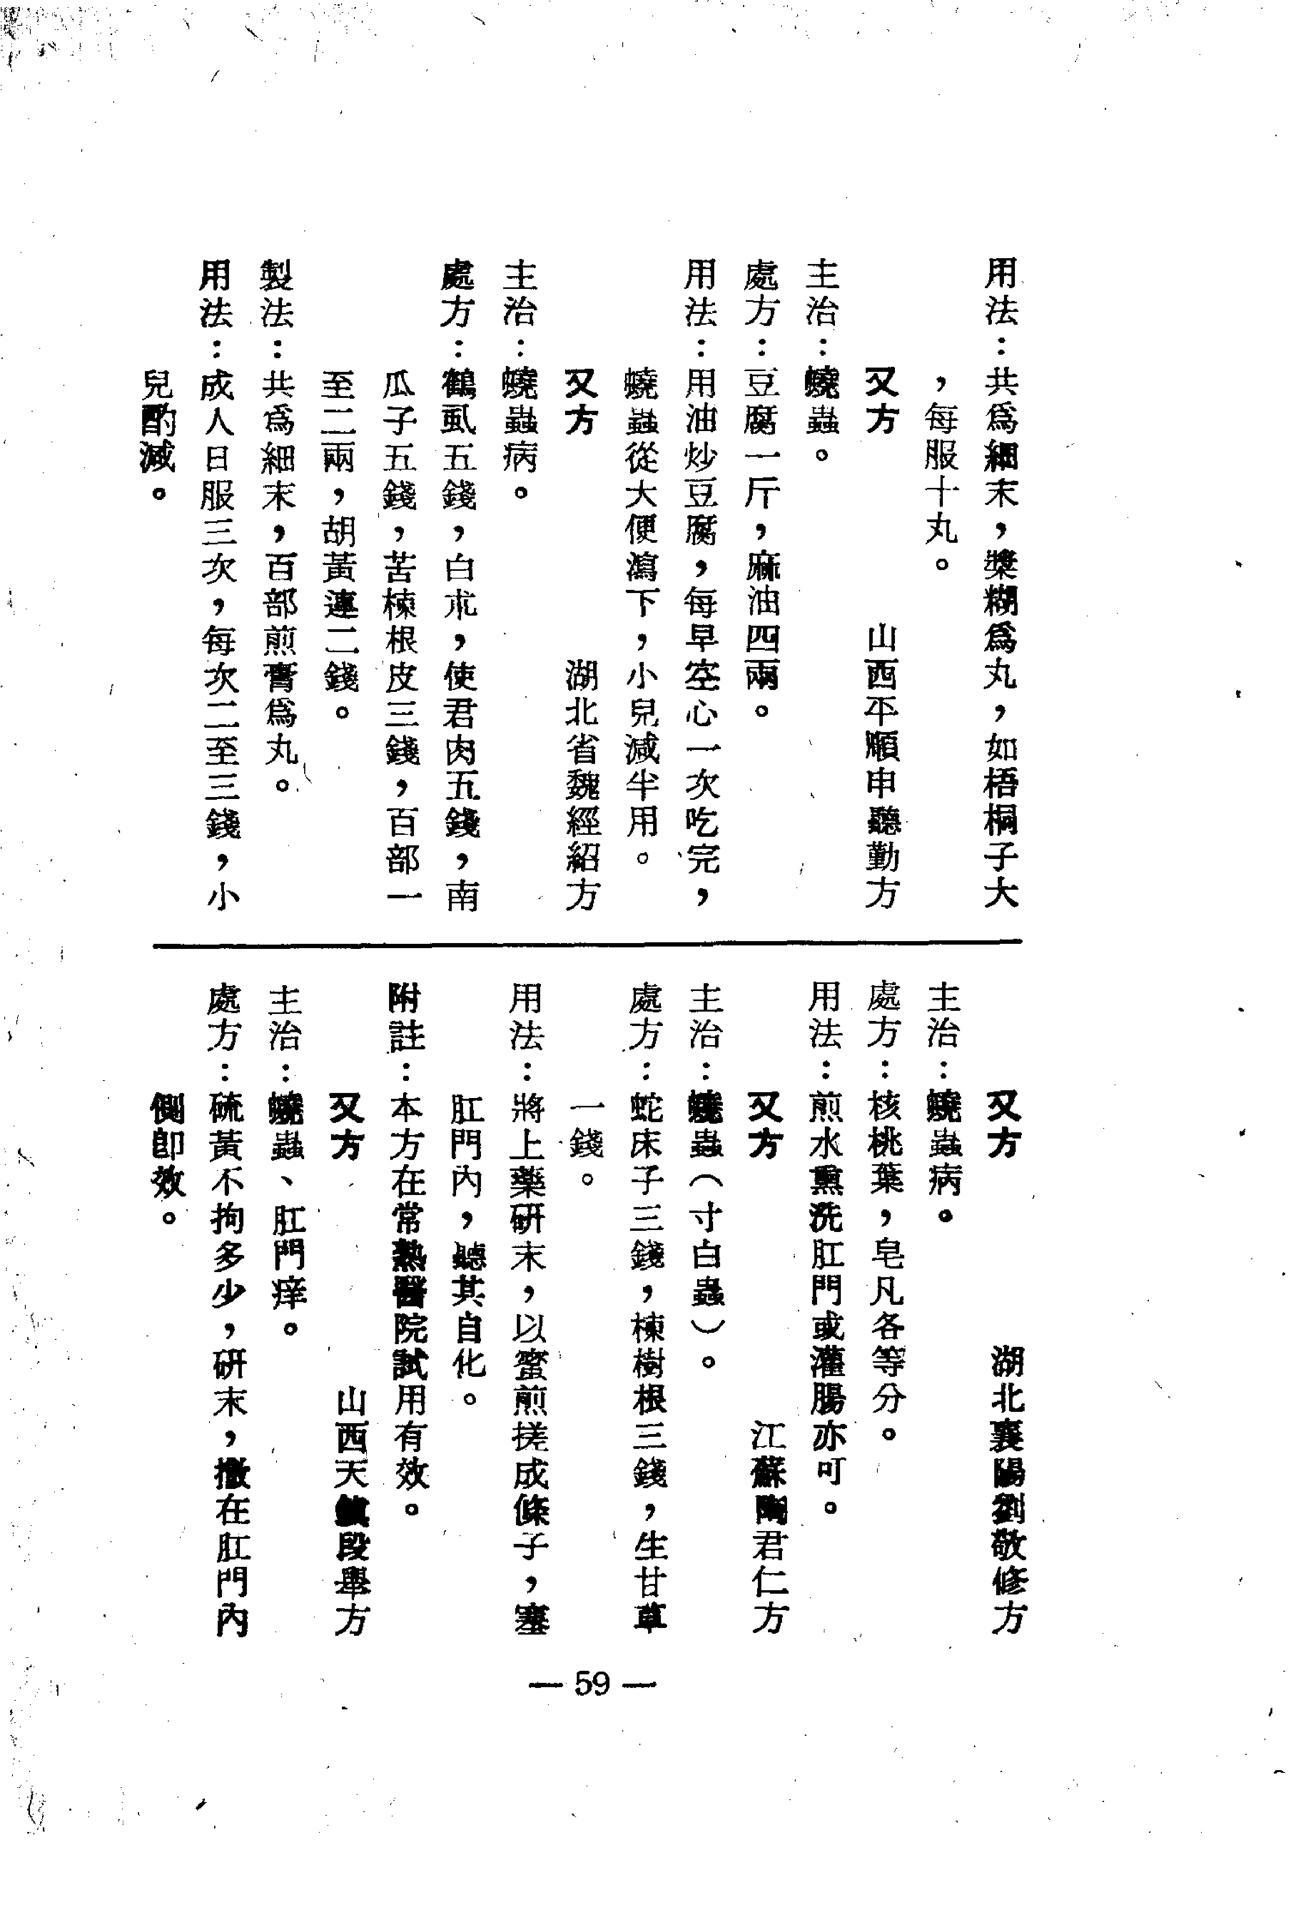 用法：共爲細末，漿糊爲丸，如梧桐子大
，每服十丸。
又方　山西平順申聽勤方
主治：蟯蟲。
處方：豆腐一斤，麻油四兩。
用法：用油炒豆腐，每早空心一次吃完，
蟯蟲從大便瀉下，小兒減半用。
又方　湖北省魏經紹方
主治：蟯蟲病。
處方：鶴虱五錢，白朮，使君肉五錢，南
瓜子五錢，苦楝根皮三錢，百部一
至二兩，胡黃連二錢。
製法：共爲細末，百部煎膏爲丸。
用法：成人日服三次，每次二至三錢，小
兒酌減。
又方　湖北襄陽劉敬修方
主治：蟯蟲病。
處方：核桃葉，皂凡各等分。
用法：煎水熏洗肛門或灌腸亦可。
又方　江蘇陶君仁方
主治：蟯蟲（寸白蟲）。
處方：蛇床子三錢，楝樹根三錢，生甘草
一錢。
用法：將上藥研末，以蜜煎搓成條子，塞
肛門內，聽其自化。
附註：本方在常熟醫院試用有效。
又方　山西天鎮段舉方
主治：蟯蟲、肛門痒。
處方：硫黃不拘多少，研末，撒在肛門內
側卽效。
— 59 —